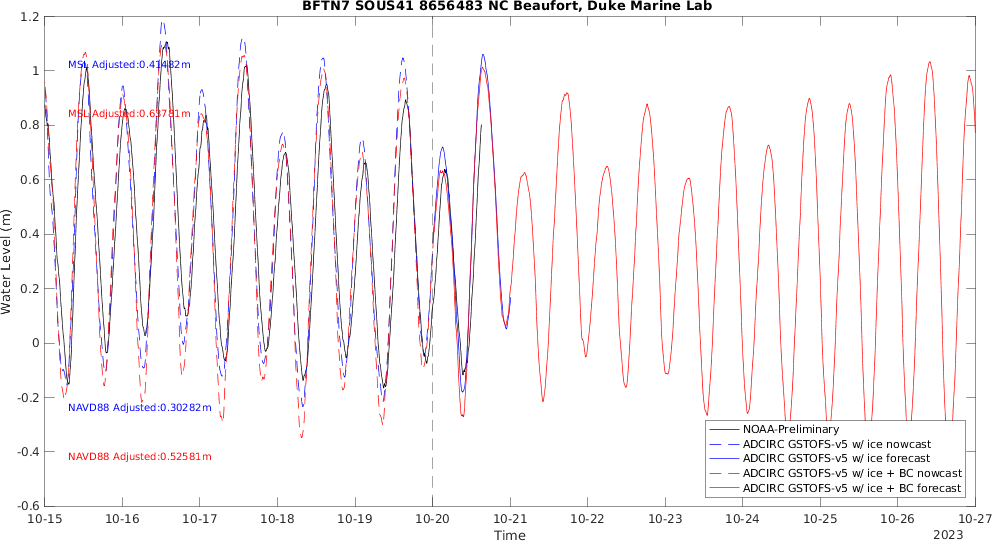 BFTN7 SOUS41 8656483 NC Beaufort, Duke Marine Lab
1.2
1
0.8
0.6
0.4
0.2
0
-0.2
-0.4
-0.6
Water Level (m)
MSL Adjusted:0.41482m
MSL Adjusted:0.63781m
NAVD88 Adjusted:0.30282m
NAVD88 Adjusted:0.52581m
NOAA-Preliminary
ADCIRC GSTOFS-v5 w/ ice nowcast
ADCIRC GSTOFS-v5 w/ ice forecast
ADCIRC GSTOFS-v5 w/ ice + BC nowcast
ADCIRC GSTOFS-v5 w/ ice + BC forecast
10-15 10-16 10-17 10-18 10-19 10-20 10-21 10-22 10-23 10-24 10-25 10-26 10-27
Time
2023